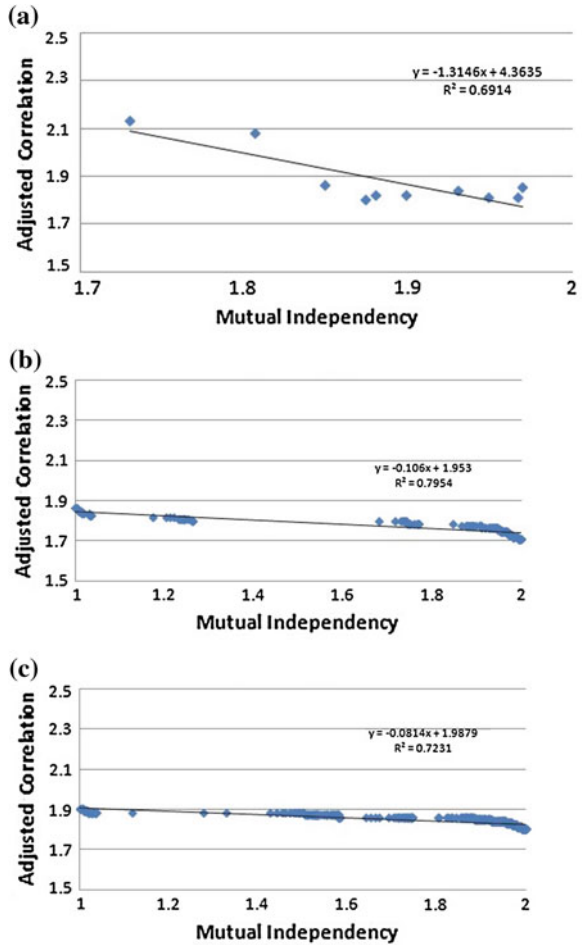 (a)
2.5
2.3
2.1
1.9
1.7
1.5
Adjusted Correlation
y = -1.3146x + 4.3635
R² = 0.6914
1.7
1.8
1.9
2
Mutual Independency
(b)
2.5
2.3
2.1
1.9
1.7
1.5
Adjusted Correlation
y = -0.106x + 1.953
R² = 0.7954
1
1.2
1.4
1.6
1.8
2
Mutual Independency
(c)
2.5
2.3
2.1
1.9
1.7
1.5
Adjusted Correlation
y = -0.0814x + 1.9879
R² = 0.7231
1
1.2
1.4
1.6
1.8
2
Mutual Independency